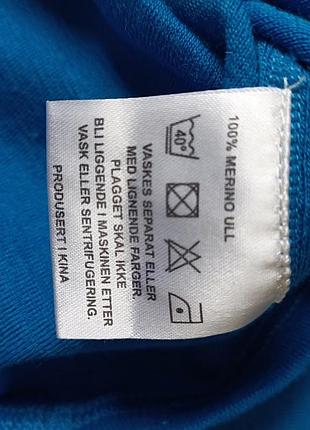 100% MERINO ULL
40°
VASKES SEPARAT ELLER
MED LIGNENDE FARGER.
PLAGGET SKAL IKKE
BLI LIGGENDE I MASKINEN ETTER
VASK ELLER SENTRIFUGERING.
PRODUSERT I KINA